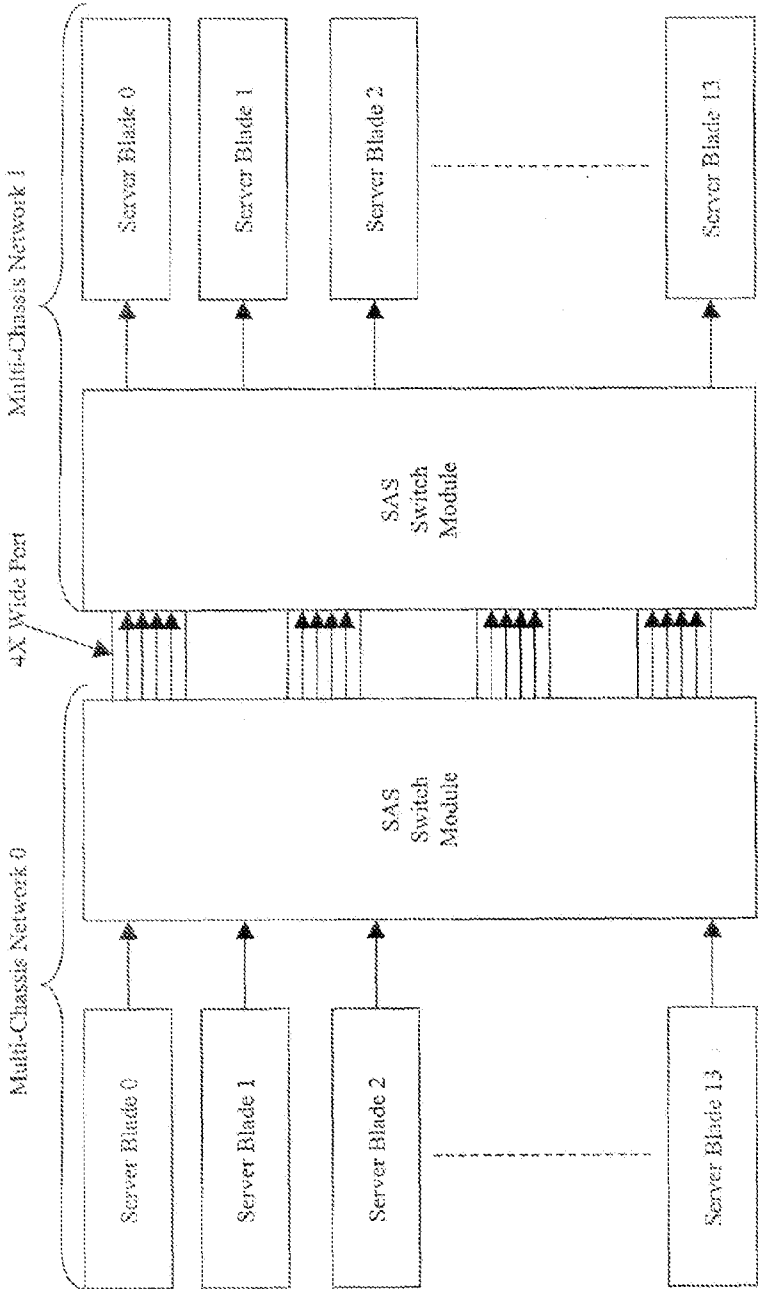 Multi-Chassis Network 0
4X Wide Port
Multi-Chassis Network 1
Server Blade 0
Server Blade 1
Server Blade 2
Server Blade 13
SAS
Switch
Module
SAS
Switch
Module
Server Blade 0
Server Blade 1
Server Blade 2
Server Blade 13